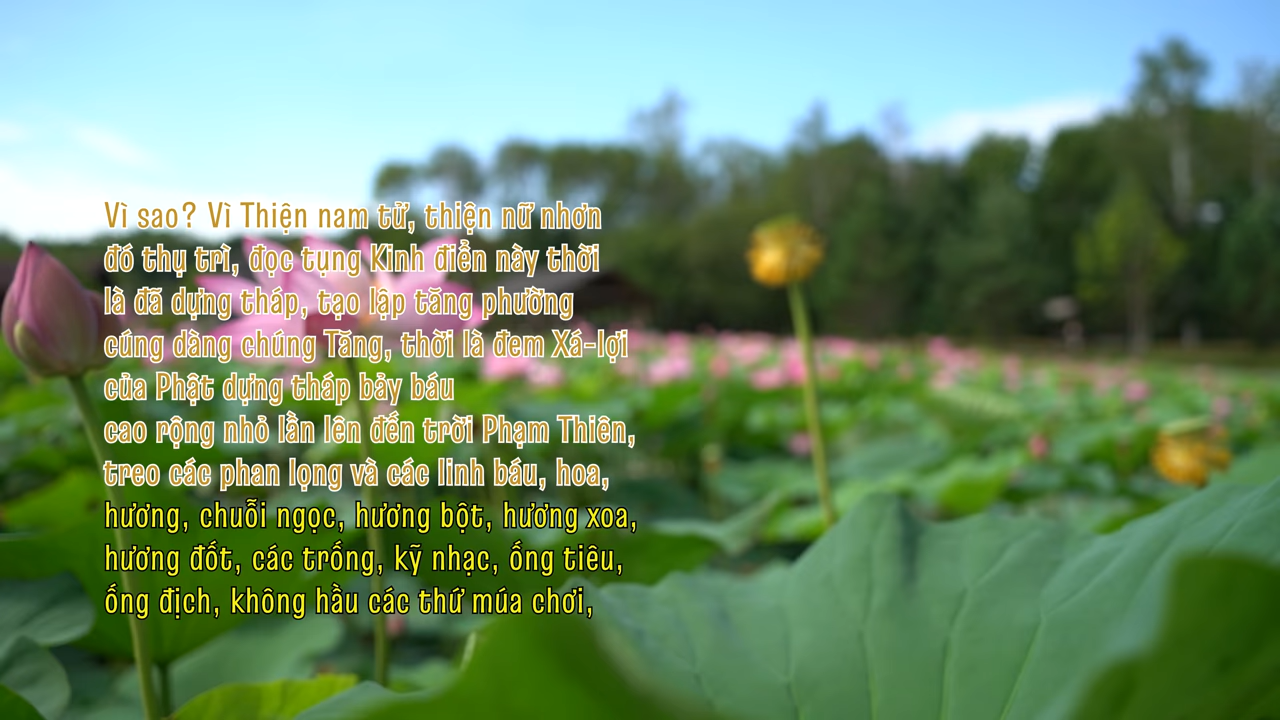 Vì sao? Vì Thiện nam tử, thiện nữ nhơn
đó thụ trì, đọc tụng Kinh điển này thời
là đã dựng tháp, tạo lập tăng phường
cúng dàng chúng Tăng, thời là đem Xá-lợi
của Phật dựng tháp bảy báu
cao rộng nhỏ lần lên đến trời Phạm Thiên,
treo các phan lọng và các linh báu, hoa,
hương, chuỗi ngọc, hương bột, hương xoa,
hương đốt, các trống, kỹ nhạc, ống tiêu,
ống địch, không hầu các thứ múa chơi,